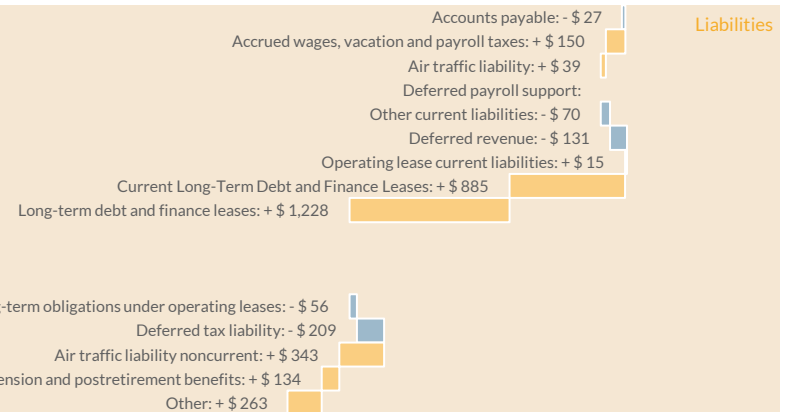 Liabilities
Accounts payable: - $ 27
Accrued wages, vacation and payroll taxes: + $ 150
Air traffic liability: + $ 39
Deferred payroll support:
Other current liabilities: - $ 70
Deferred revenue: - $ 131
Operating lease current liabilities: + $ 15
Current Long-Term Debt and Finance Leases: + $ 885
Long-term debt and finance leases: + $ 1,228
-term obligations under operating leases: - $ 56
Deferred tax liability: - $ 209
Air traffic liability noncurrent: + $ 343
ension and postretirement benefits: + $ 134
Other: + $ 263